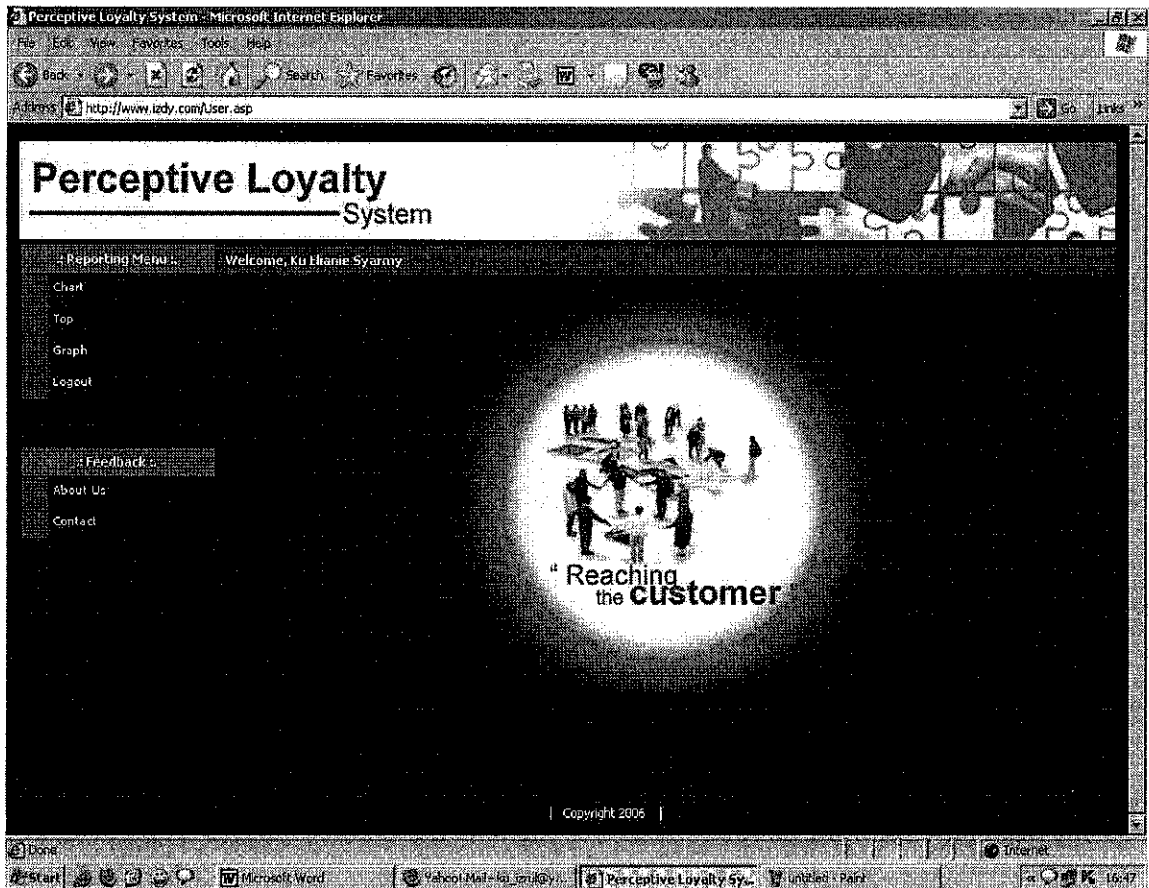 Perceptive Loyalty System - Microsoft Internet Explorer
File Edit View Favorites Tools Help
Back Search Favorites
Address http://www.izdy.com/User.asp Go Links »
Perceptive Loyalty
System
.: Reporting Menu :. Welcome, Ku Elianie Syarmy
Chart
Top
Graph
Logout
.: Feedback :.
About Us
Contact
" Reaching
the customer
| Copyright 2006 |
Done Internet
Start Microsoft Word Yahoo! Mail - Perceptive Loyalty Sy... untitled - Paint 16:47